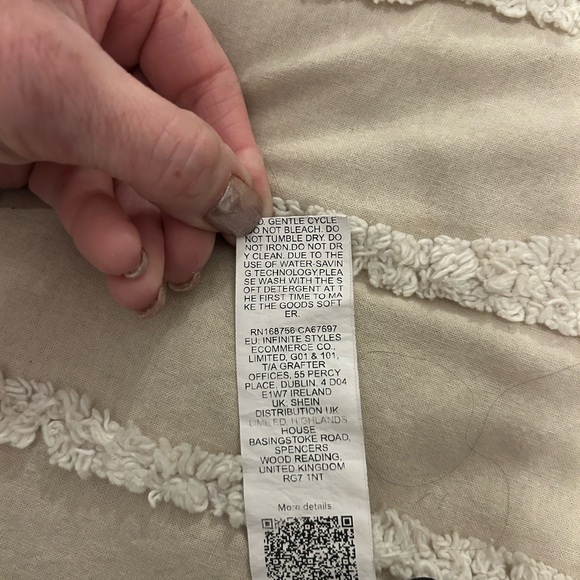 D, GENTLE CYCLE.
DO NOT BLEACH. DO
NOT TUMBLE DRY. DO
NOT IRON.DO NOT DR
Y CLEAN. DUE TO THE
USE OF WATER-SAVIN
G TECHNOLOGY,PLEA
SE WASH WITH THE S
OFT DETERGENT AT T
HE FIRST TIME TO MA
KE THE GOODS SOFT
ER.
RN168756 CA67697
EU: INFINITE STYLES
ECOMMERCE CO.,
LIMITED, G01 & 101,
T/A GRAFTER
OFFICES, 55 PERCY
PLACE, DUBLIN, 4 D04
E1W7 IRELAND
UK: SHEIN
DISTRIBUTION UK
LIMITED, HIGHLANDS
HOUSE
BASINGSTOKE ROAD,
SPENCERS
WOOD READING,
UNITED KINGDOM
RG7 1NT
More details